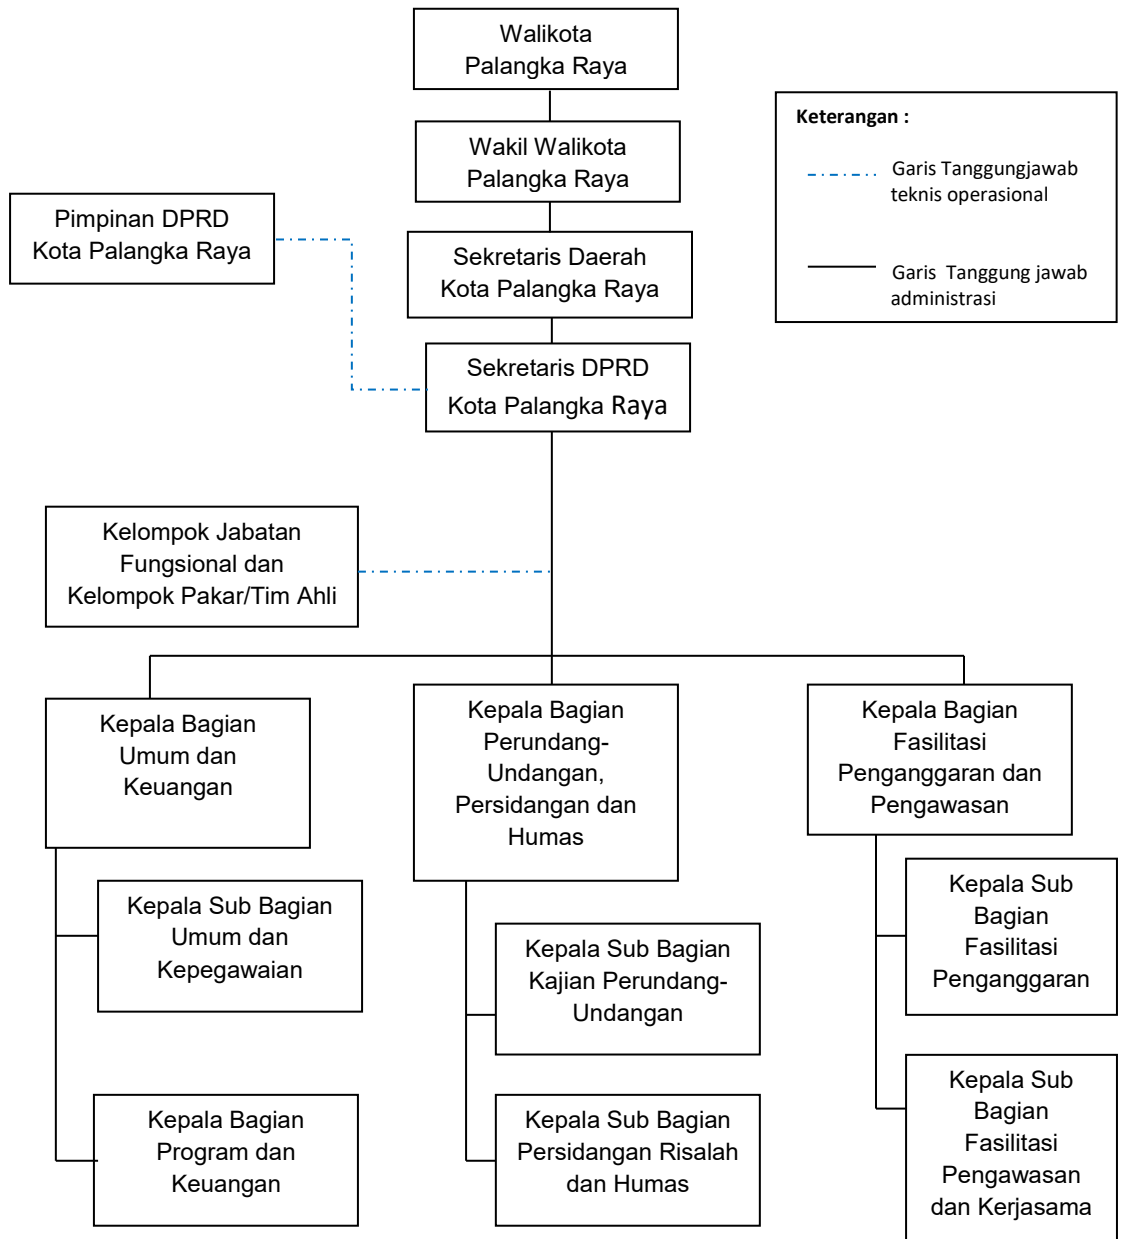 Walikota
Palangka Raya
Keterangan :
Garis Tanggungjawab
teknis operasional
Garis Tanggung jawab
administrasi
Wakil Walikota
Palangka Raya
Pimpinan DPRD
Kota Palangka Raya
Sekretaris Daerah
Kota Palangka Raya
Sekretaris DPRD
Kota Palangka Raya
Kelompok Jabatan
Fungsional dan
Kelompok Pakar/Tim Ahli
Kepala Bagian
Umum dan
Keuangan
Kepala Sub Bagian
Umum dan
Kepegawaian
Kepala Bagian
Program dan
Keuangan
Kepala Bagian
Perundang-
Undangan,
Persidangan dan
Humas
Kepala Sub Bagian
Kajian Perundang-
Undangan
Kepala Sub Bagian
Persidangan Risalah
dan Humas
Kepala Bagian
Fasilitasi
Penganggaran dan
Pengawasan
Kepala Sub
Bagian
Fasilitasi
Penganggaran
Kepala Sub
Bagian
Fasilitasi
Pengawasan
dan Kerjasama